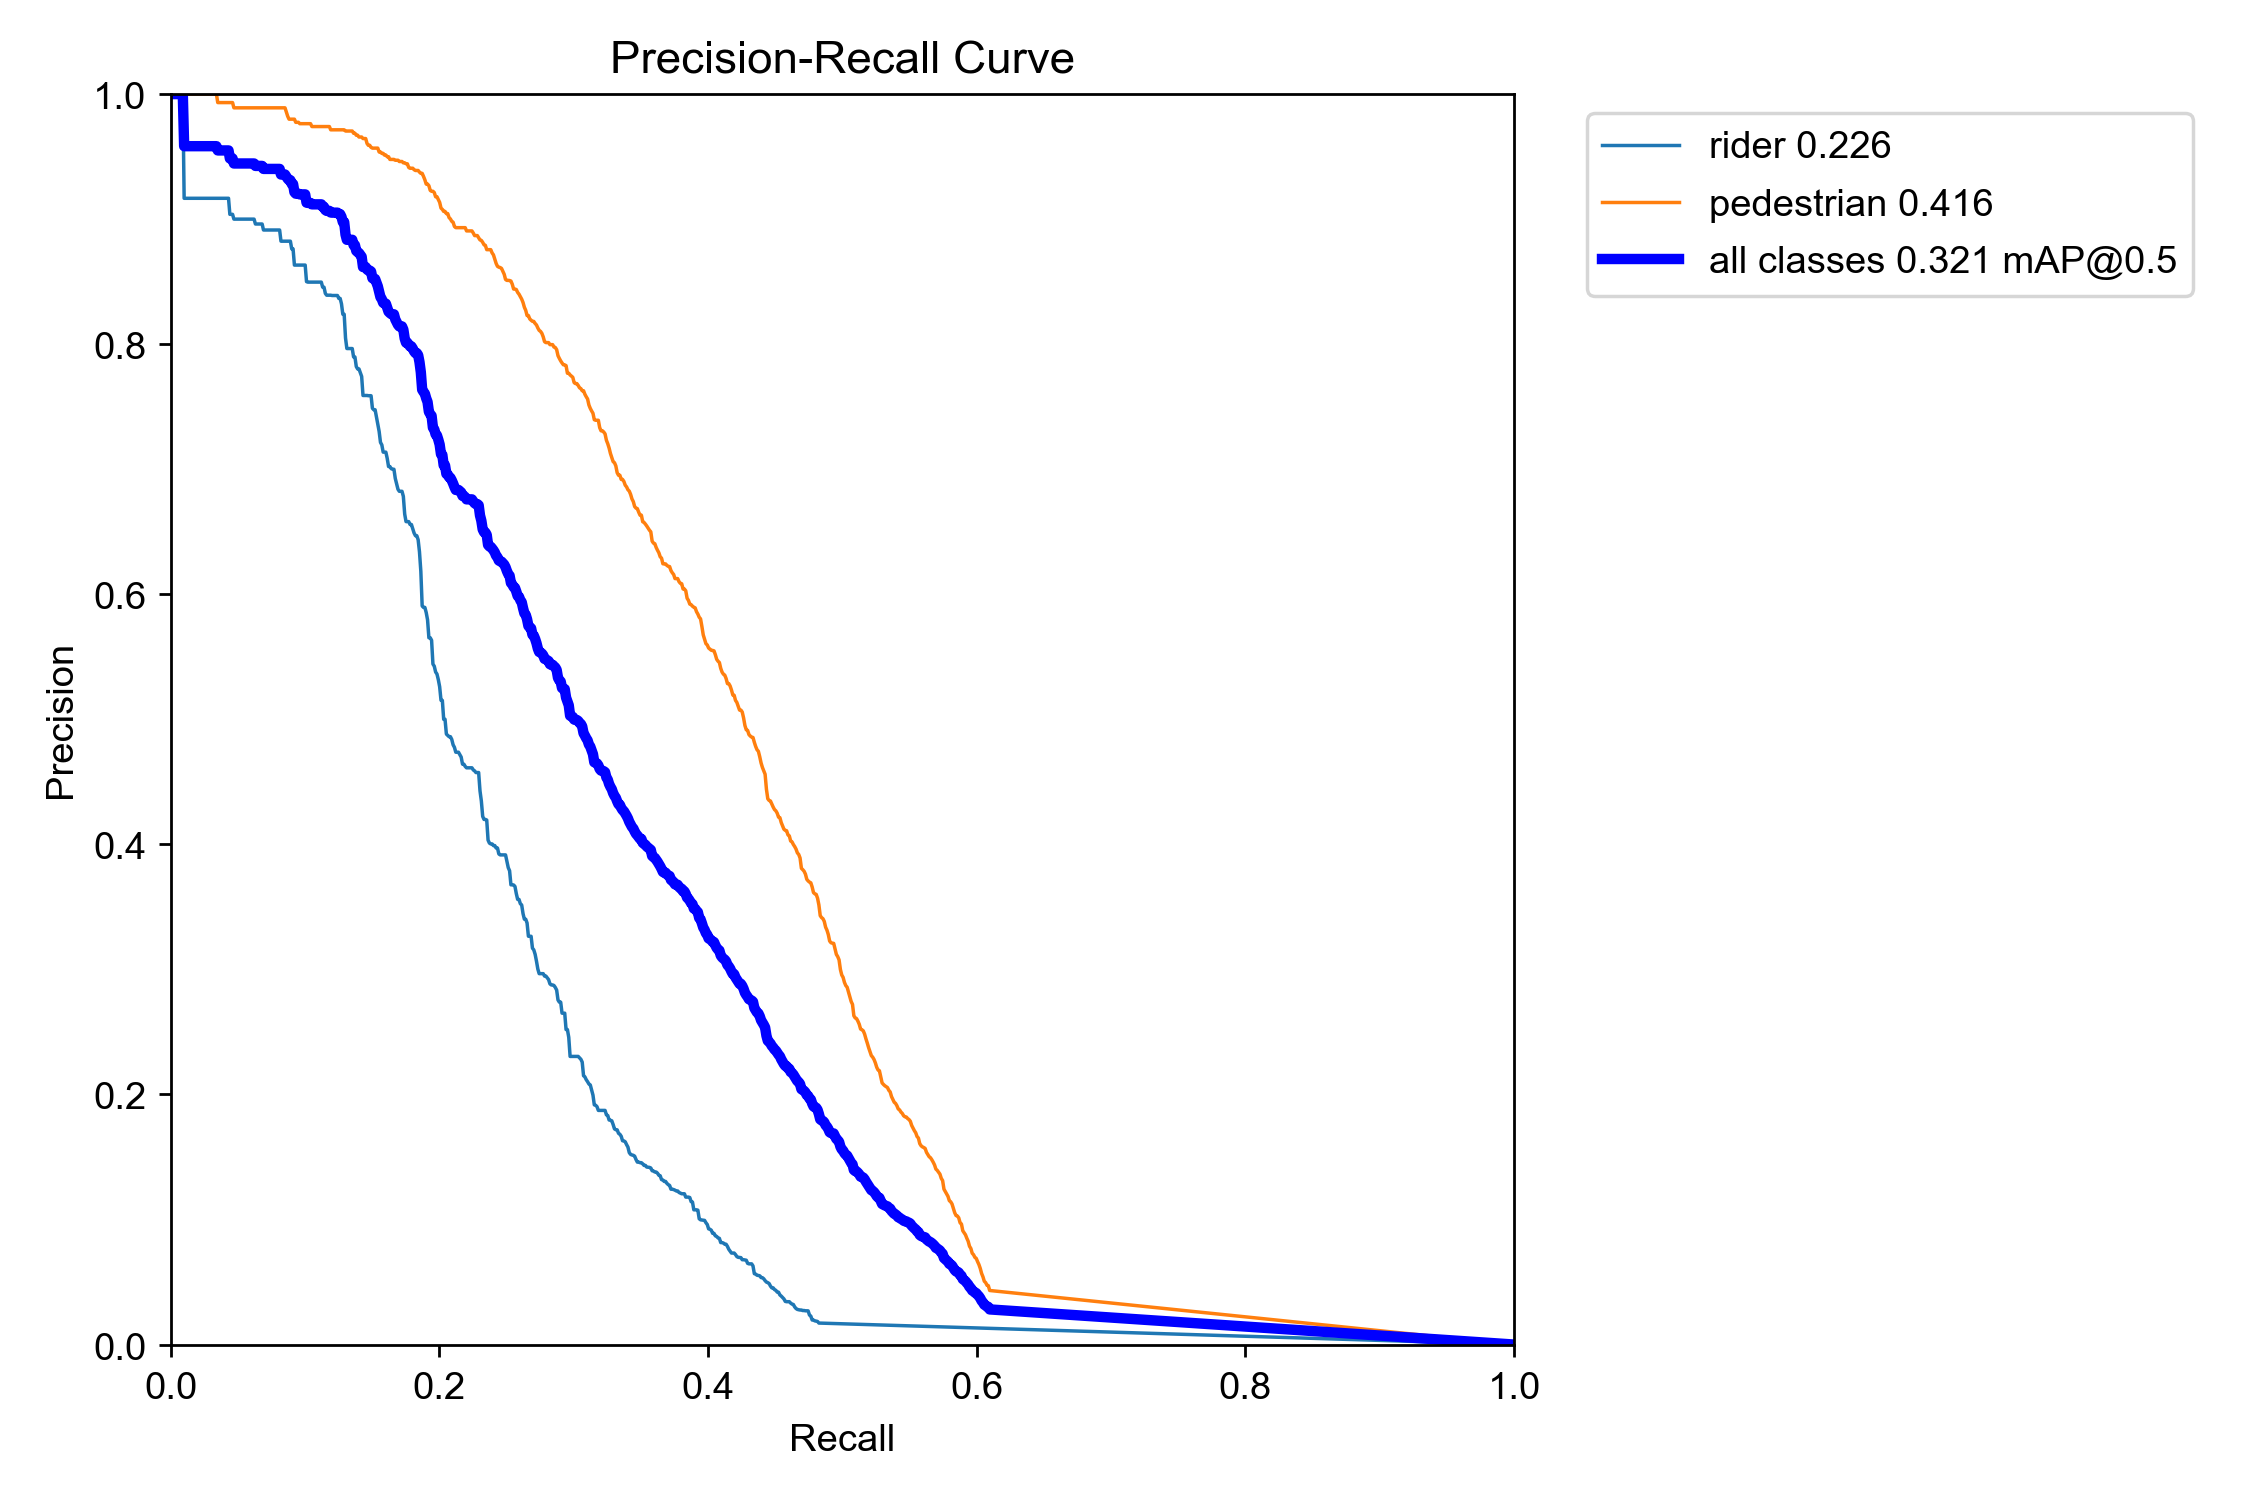 Precision-Recall Curve
1.0
0.8
0.6
0.4
0.2
0.0
Precision
0.0 0.2 0.4 0.6 0.8 1.0
Recall
rider 0.226
pedestrian 0.416
all classes 0.321 mAP@0.5